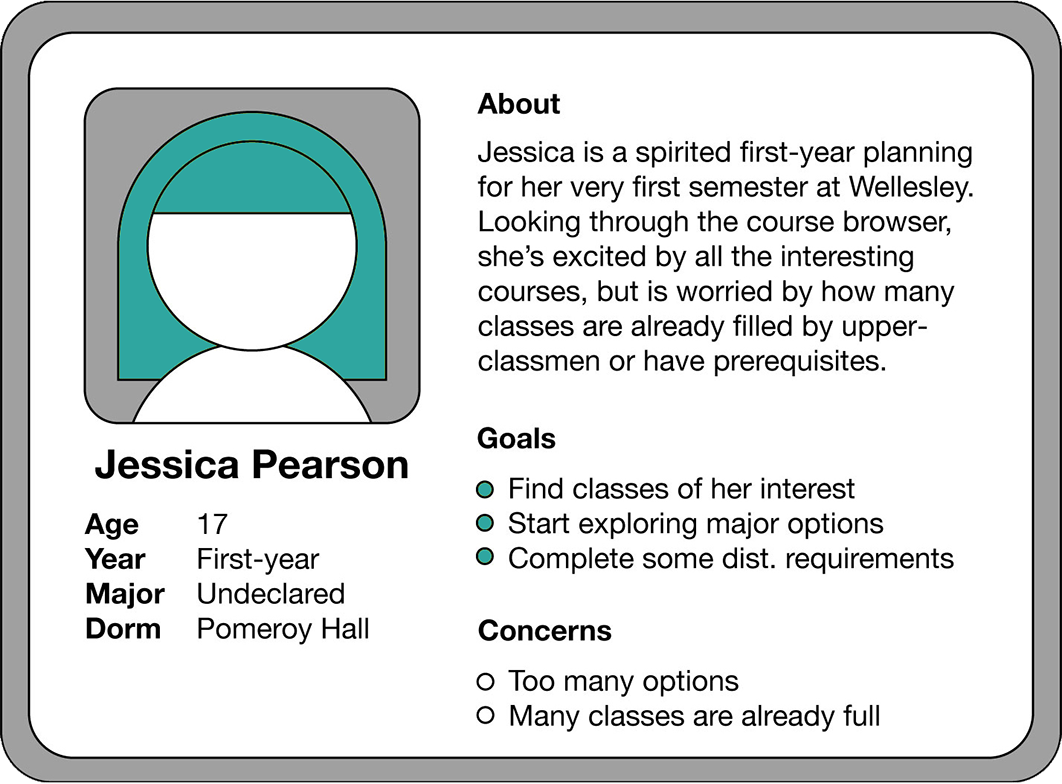 Jessica Pearson
Age 17
Year First-year
Major Undeclared
Dorm Pomeroy Hall
About
Jessica is a spirited first-year planning
for her very first semester at Wellesley.
Looking through the course browser,
she’s excited by all the interesting
courses, but is worried by how many
classes are already filled by upper-
classmen or have prerequisites.
Goals
Find classes of her interest
Start exploring major options
Complete some dist. requirements
Concerns
Too many options
Many classes are already full